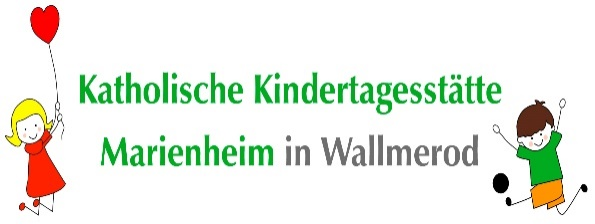 Katholische Kindertagesstätte
Marienheim in Wallmerod